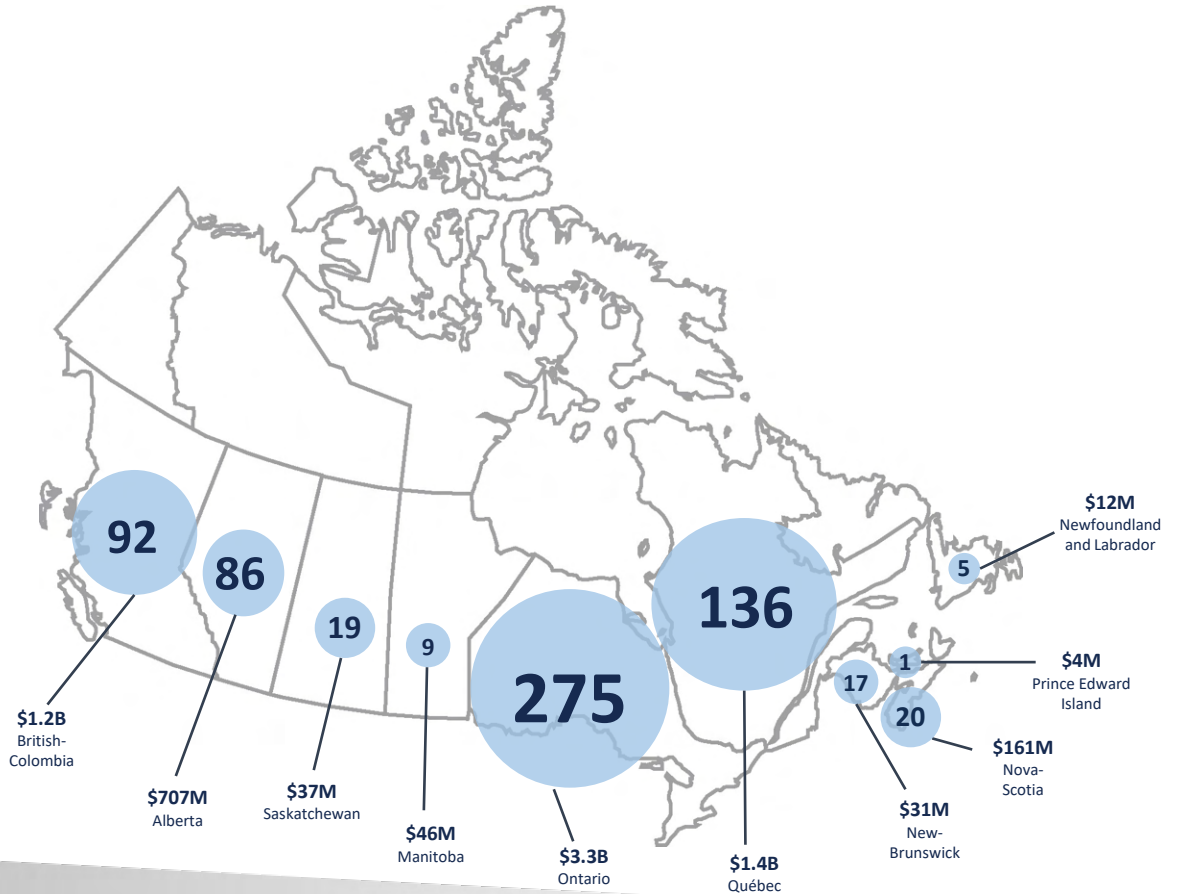 92
$1.2B
British-
Colombia
86
$707M
Alberta
19
$37M
Saskatchewan
9
$46M
Manitoba
275
$3.3B
Ontario
136
$1.4B
Québec
5
$12M
Newfoundland
and Labrador
1
$4M
Prince Edward
Island
17
$31M
New-
Brunswick
20
$161M
Nova-
Scotia